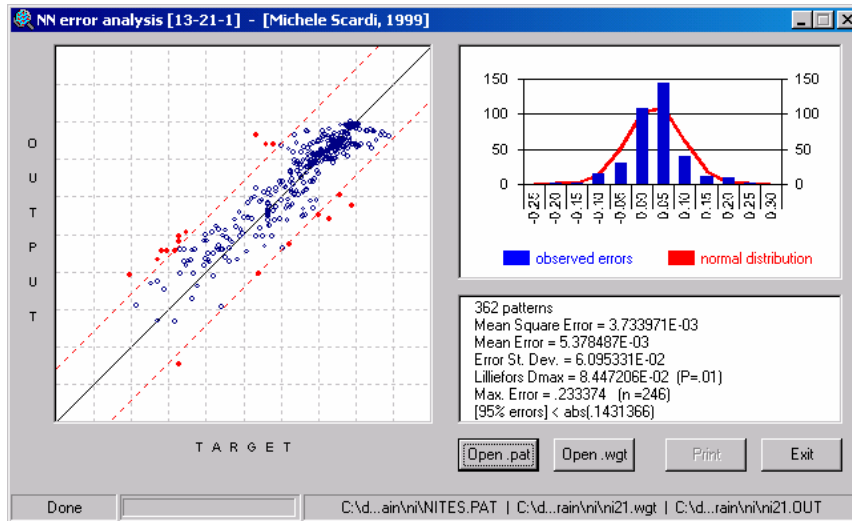 NN error analysis [13-21-1] - [Michele Scardi, 1999]
O U T P U T
T A R G E T
150 150
100 100
50 50
0 0
-0.25 -0.20 -0.15 -0.10 -0.05 0.00 0.05 0.10 0.15 0.20 0.25 0.30
observed errors normal distribution
362 patterns
Mean Square Error = 3.733971E-03
Mean Error = 5.378487E-03
Error St. Dev. = 6.095331E-02
Lilliefors Dmax = 8.447206E-02 (P=.01)
Max. Error = .233374 (n =246)
[95% errors] < abs(.1431366)
Open .pat Open .wgt Print Exit
Done C:\d...ain\ni\NITES.PAT | C:\d...rain\ni\ni21.wgt | C:\d...rain\ni\ni21.OUT